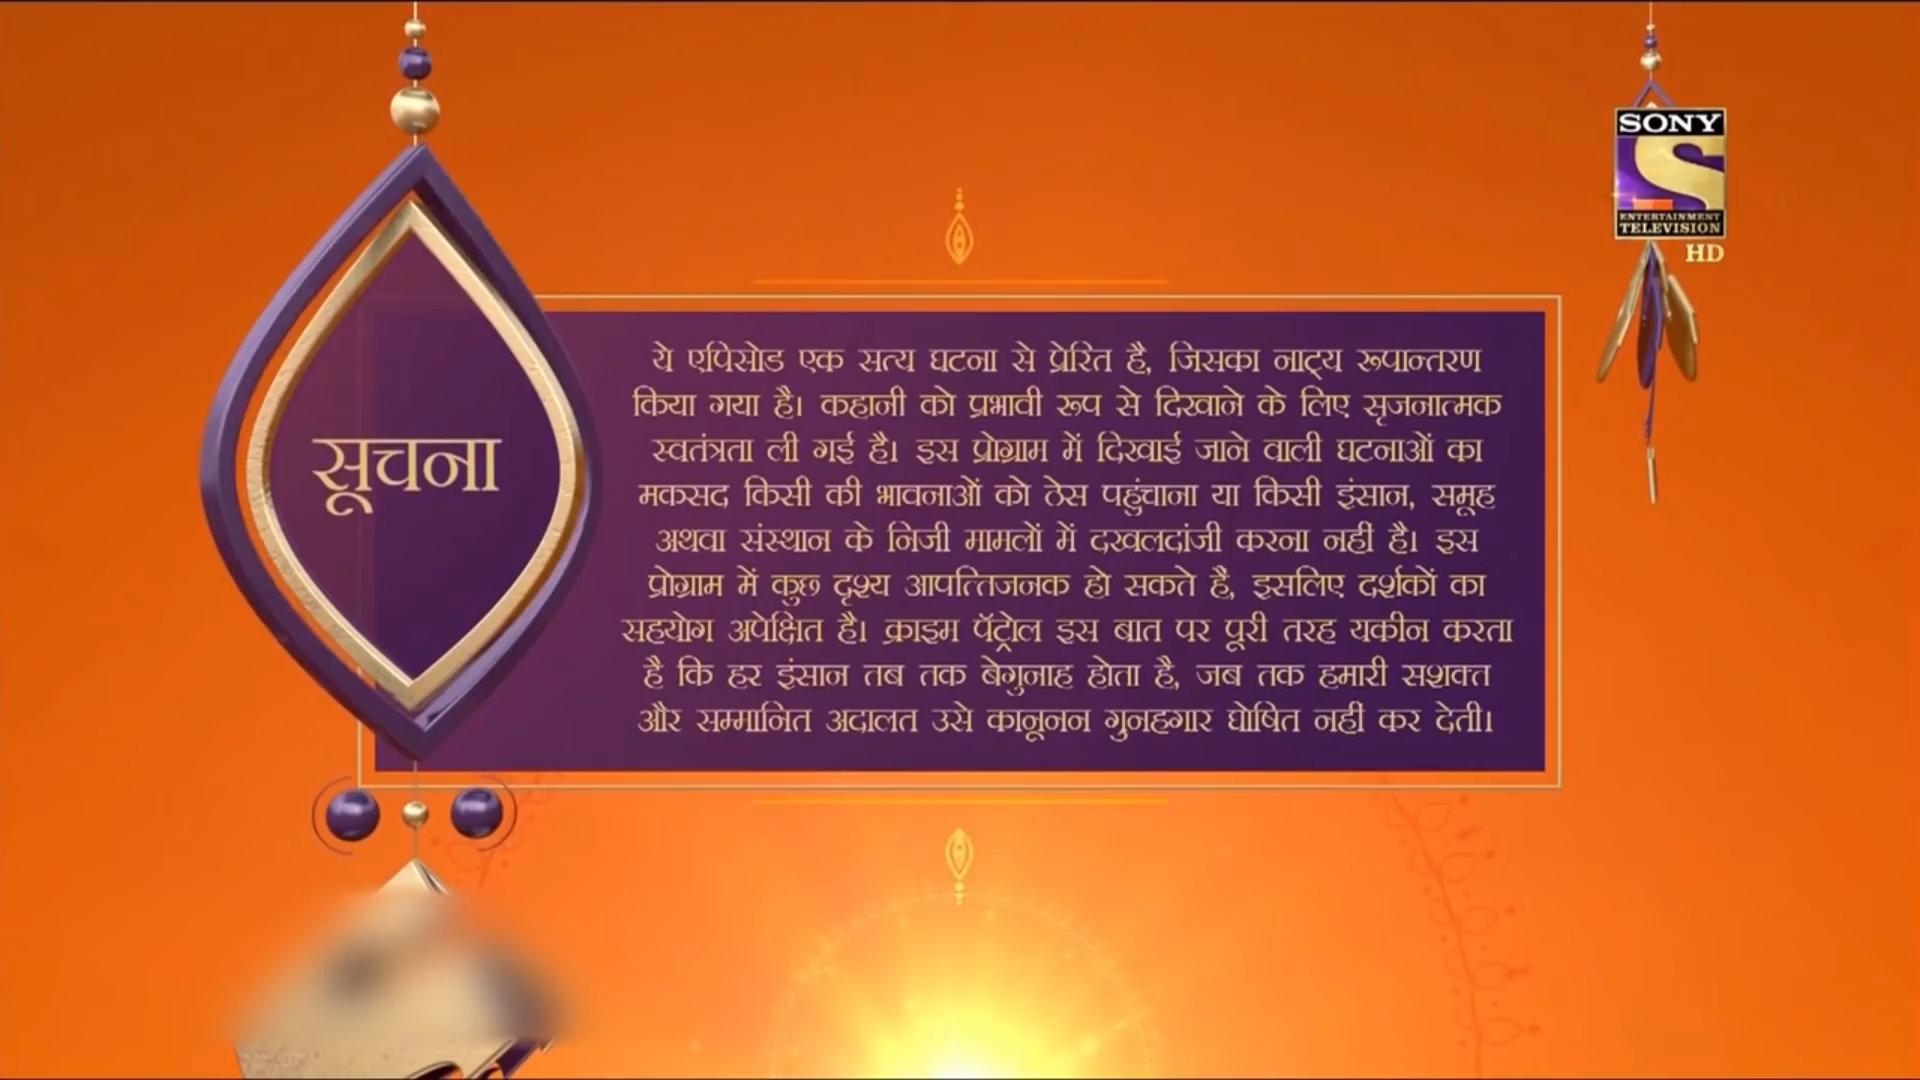 सूचना
ये एपिसोड एक सत्य घटना से प्रेरित है, जिसका नाट्य रूपान्तरण
किया गया है। कहानी को प्रभावी रूप से दिखाने के लिए सृजनात्मक
स्वतंत्रता ली गई है। इस प्रोग्राम में दिखाई जाने वाली घटनाओं का
मकसद किसी की भावनाओं को ठेस पहुंचाना या किसी इंसान, समूह
अथवा संस्थान के निजी मामलों में दखलदांजी करना नहीं है। इस
प्रोग्राम में कुछ दृश्य आपत्तिजनक हो सकते हैं, इसलिए दर्शकों का
सहयोग अपेक्षित है। क्राइम पॅट्रोल इस बात पर पूरी तरह यकीन करता
है कि हर इंसान तब तक बेगुनाह होता है, जब तक हमारी सशक्त
और सम्मानित अदालत उसे कानूनन गुनहगार घोषित नहीं कर देती।
SONY
ENTERTAINMENT
TELEVISION
HD